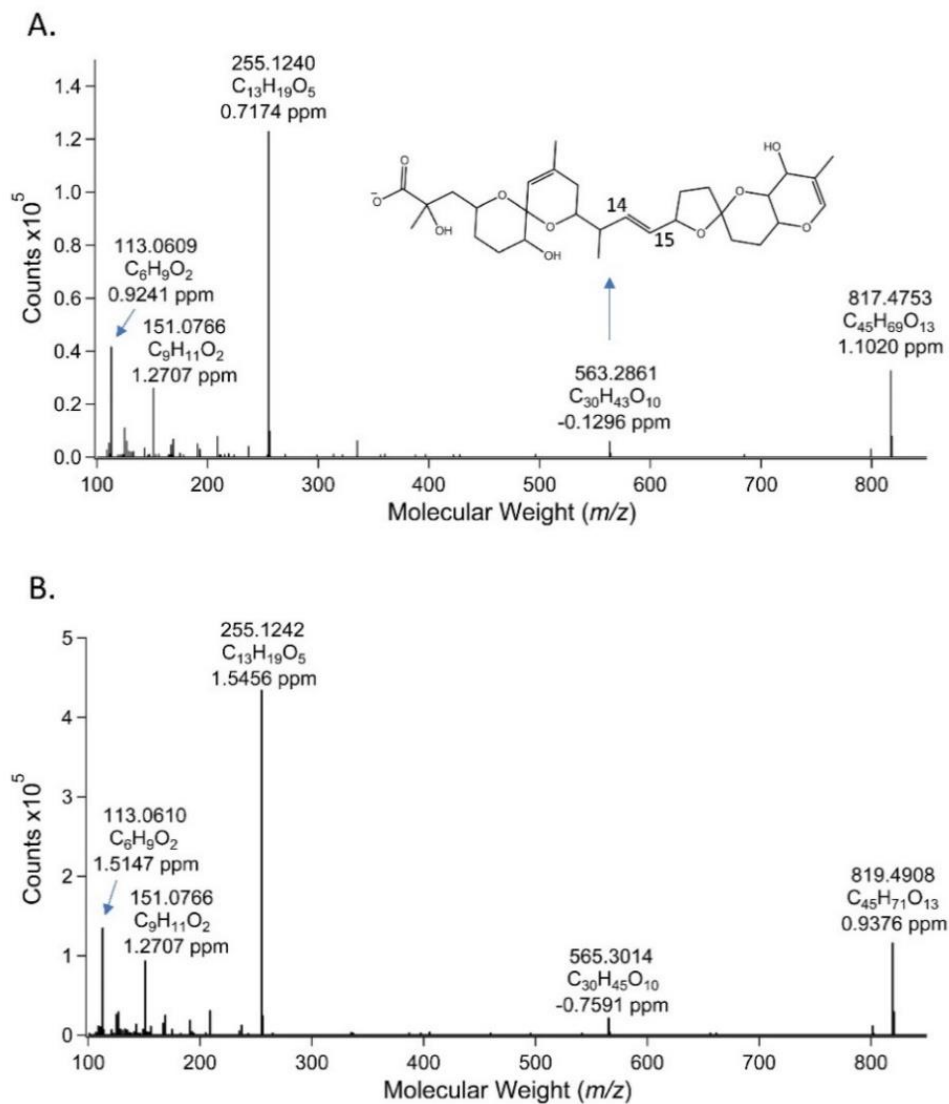 A.
255.1240
C₁₃H₁₉O₅
0.7174 ppm
1.4
1.2
1.0
0.8
0.6
0.4
0.2
0.0
Counts x10⁵
113.0609
C₆H₉O₂
0.9241 ppm
151.0766
C₉H₁₁O₂
1.2707 ppm
O
⁻O
OH
O
O
OH
14
15
O
O
HO
O
563.2861
C₃₀H₄₃O₁₀
-0.1296 ppm
817.4753
C₄₅H₆₉O₁₃
1.1020 ppm
100 200 300 400 500 600 700 800
Molecular Weight (m/z)
B.
255.1242
C₁₃H₁₉O₅
1.5456 ppm
5
4
3
2
1
0
Counts x10⁵
113.0610
C₆H₉O₂
1.5147 ppm
151.0766
C₉H₁₁O₂
1.2707 ppm
565.3014
C₃₀H₄₅O₁₀
-0.7591 ppm
819.4908
C₄₅H₇₁O₁₃
0.9376 ppm
100 200 300 400 500 600 700 800
Molecular Weight (m/z)